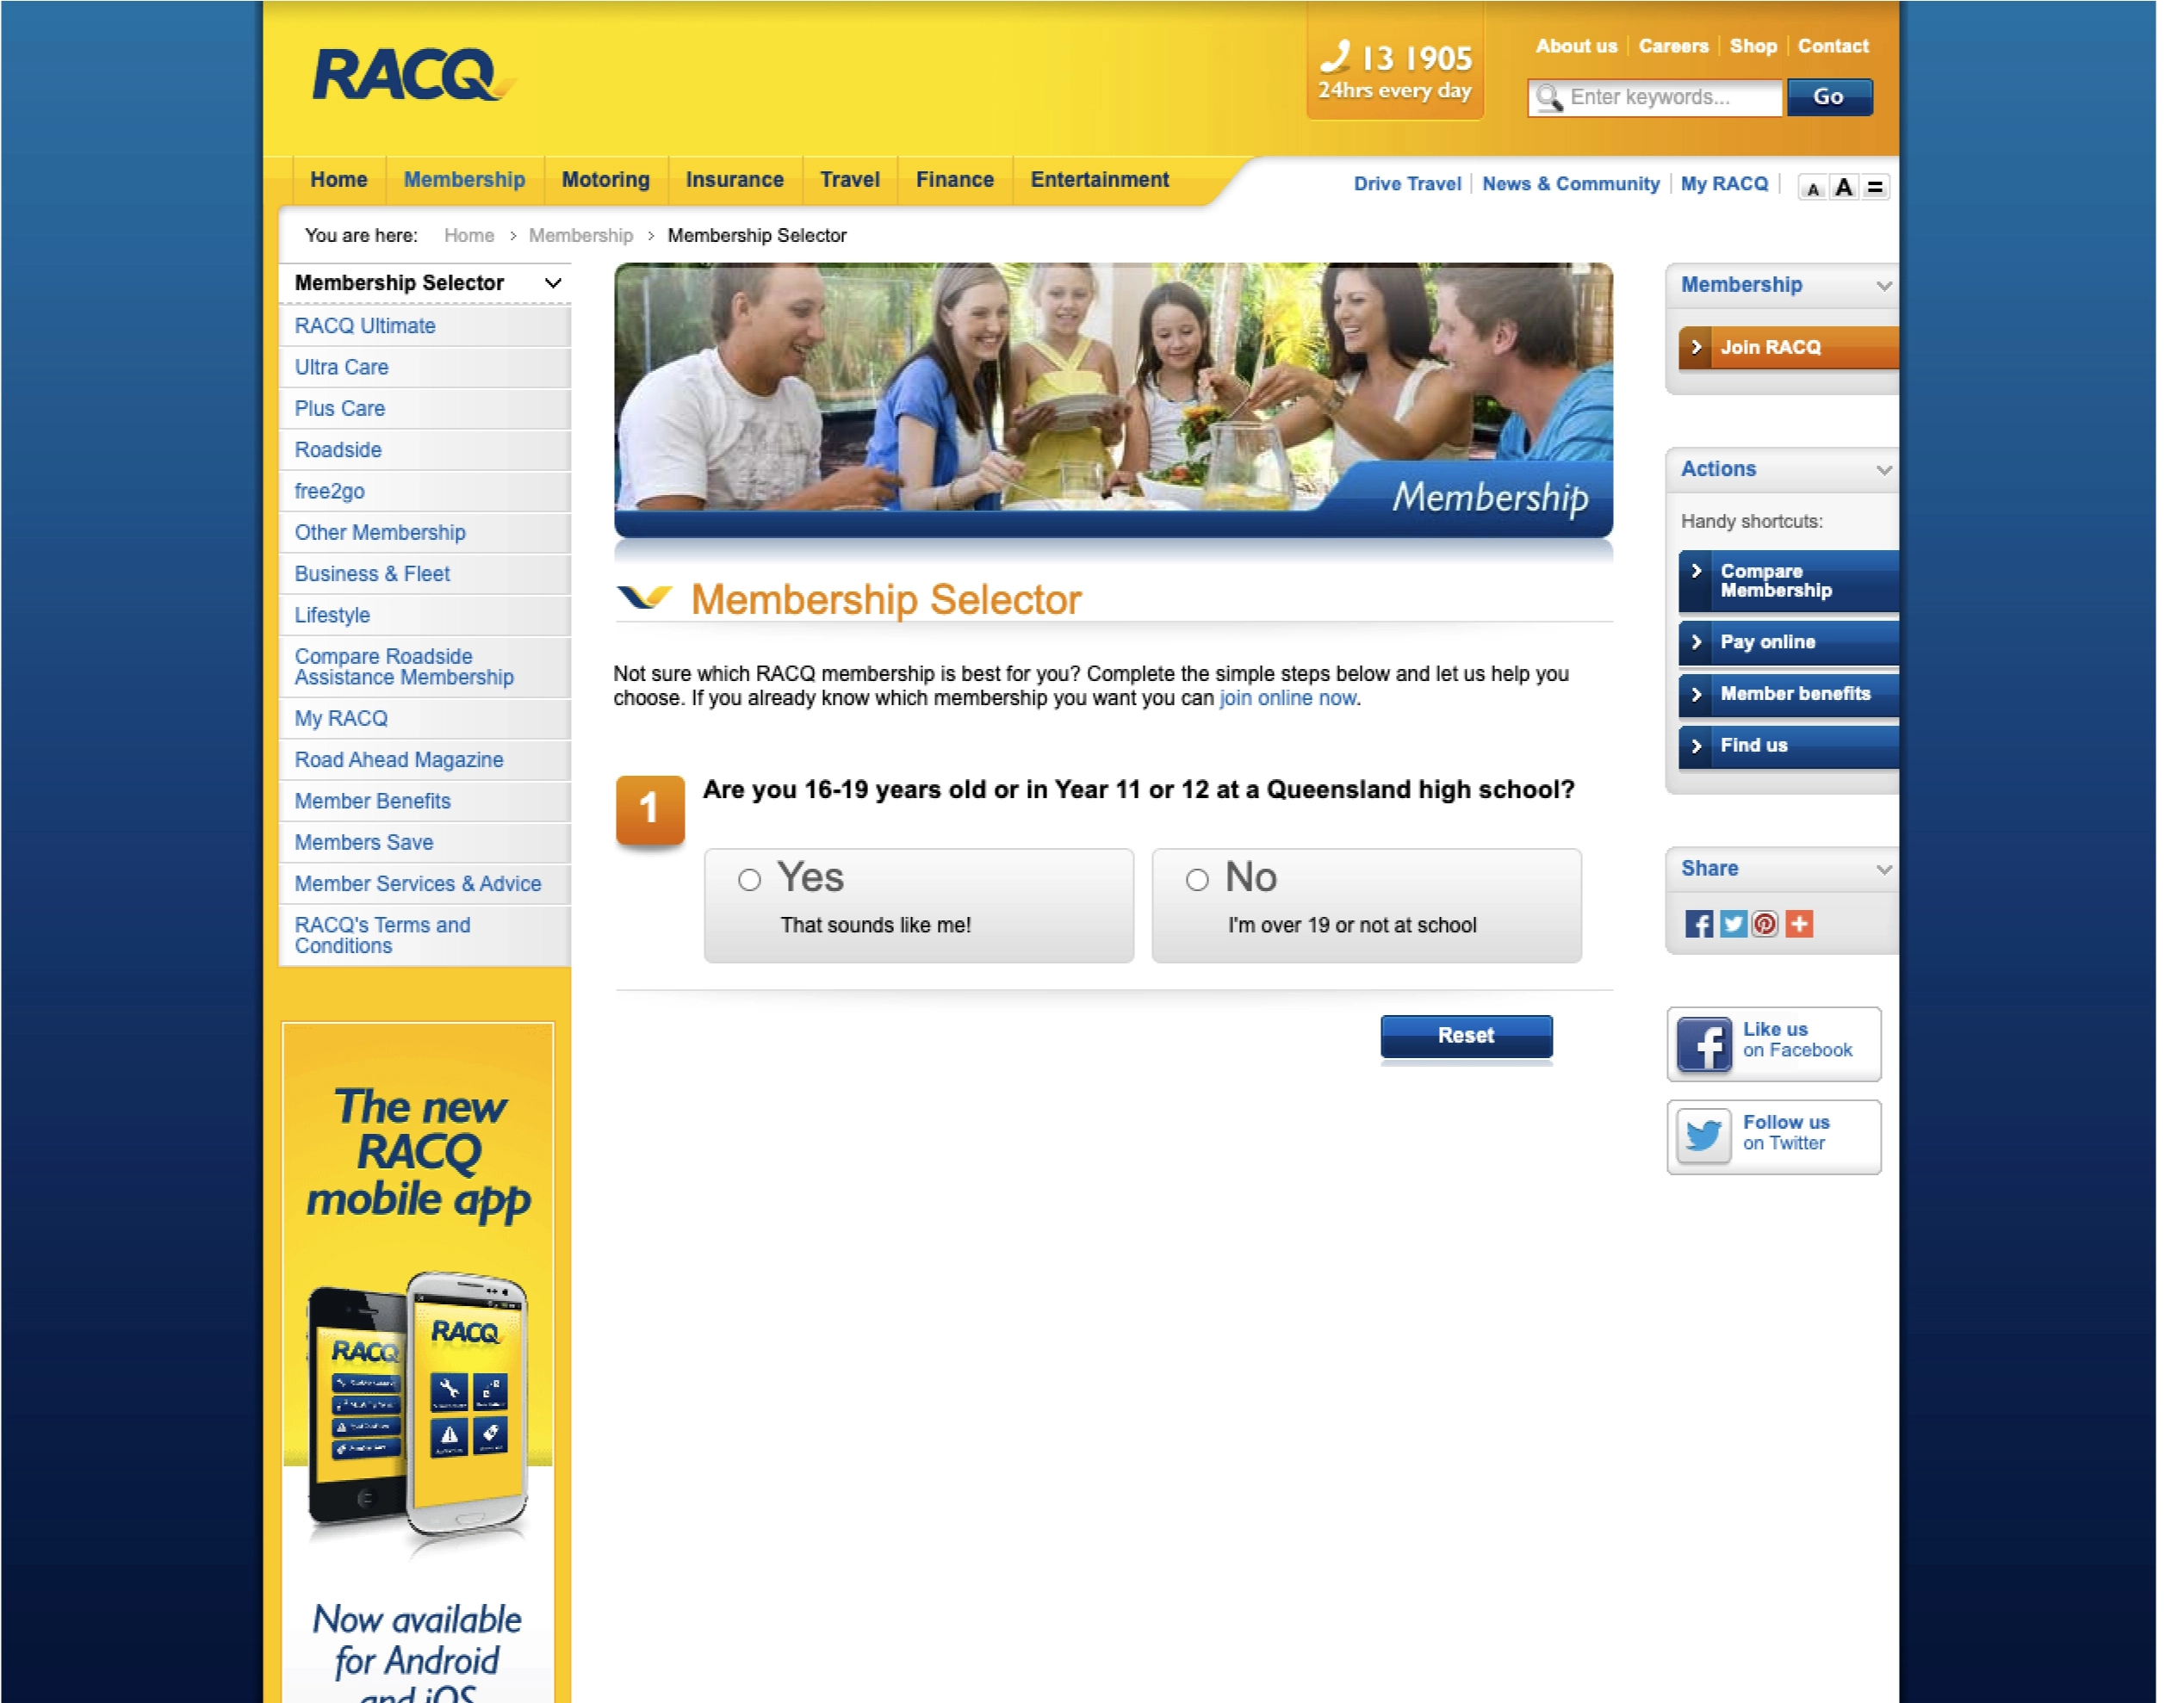 RACQ
13 1905
24hrs every day
About us
Careers
Shop
Contact
Enter keywords...
Go
Home
Membership
Motoring
Insurance
Travel
Finance
Entertainment
Drive Travel
News & Community
My RACQ
A A =
You are here: Home > Membership > Membership Selector
Membership Selector
RACQ Ultimate
Ultra Care
Plus Care
Roadside
free2go
Other Membership
Business & Fleet
Lifestyle
Compare Roadside
Assistance Membership
My RACQ
Road Ahead Magazine
Member Benefits
Members Save
Member Services & Advice
RACQ's Terms and
Conditions
The new
RACQ
mobile app
RACQ
RACQ
Now available
for Android
and iOS
Membership
Membership Selector
Not sure which RACQ membership is best for you? Complete the simple steps below and let us help you
choose. If you already know which membership you want you can join online now.
1
Are you 16-19 years old or in Year 11 or 12 at a Queensland high school?
Yes
That sounds like me!
No
I'm over 19 or not at school
Reset
Membership
Join RACQ
Actions
Handy shortcuts:
Compare
Membership
Pay online
Member benefits
Find us
Share
Like us
on Facebook
Follow us
on Twitter